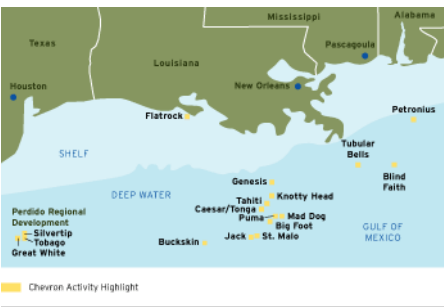 Mississippi
Alabama
Texas
Pascagoula
Louisiana
Houston
New Orleans
Petronius
Flatrock
Tubular
Bells
SHELF
Blind
Faith
Genesis
DEEP WATER
Knotty Head
Tahiti
Caesar/Tonga
Perdido Regional
Development
Puma
Mad Dog
Big Foot
GULF OF
MEXICO
Silvertip
Tobago
Great White
Buckskin
Jack
St. Malo
Chevron Activity Highlight